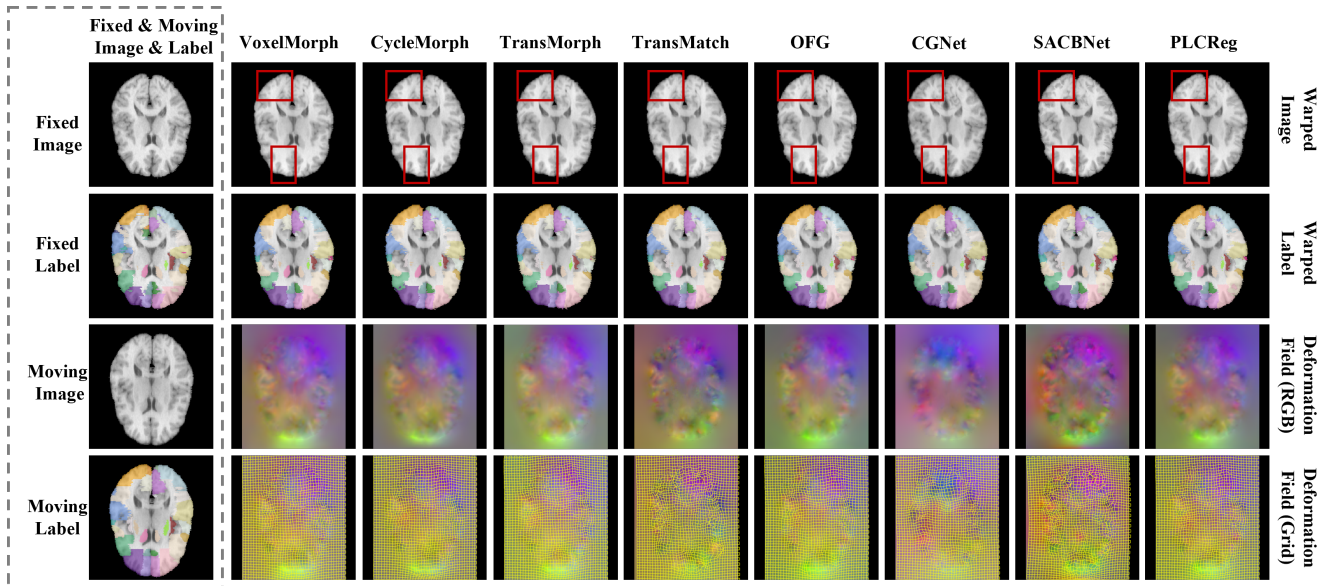 Fixed & Moving
Image & Label
VoxelMorph
CycleMorph
TransMorph
TransMatch
OFG
CGNet
SACBNet
PLCReg
Fixed
Image
Warped
Image
Fixed
Label
Warped
Label
Moving
Image
Deformation
Field (RGB)
Moving
Label
Deformation
Field (Grid)